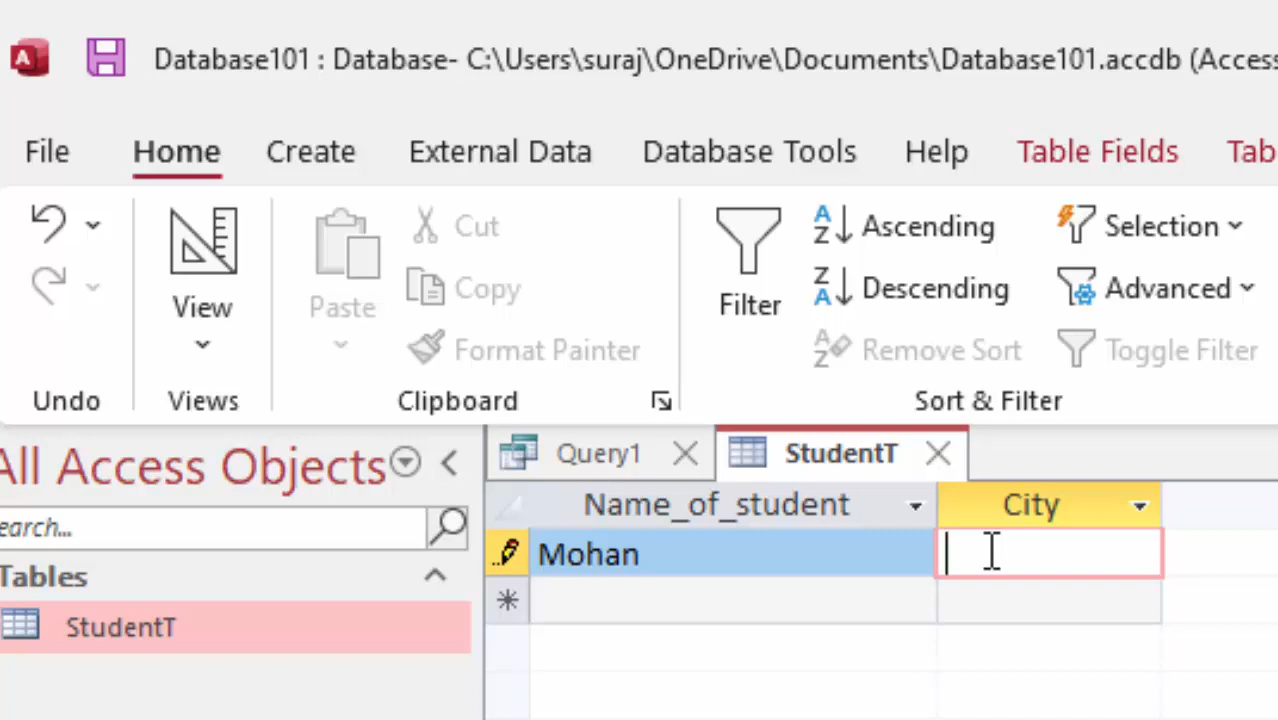 Database101 : Database- C:\Users\suraj\OneDrive\Documents\Database101.accdb (Access
File Home Create External Data Database Tools Help Table Fields Tab
Cut
Copy
Format Painter
View
Paste
Filter
Ascending
Descending
Remove Sort
Selection
Advanced
Toggle Filter
Undo Views Clipboard Sort & Filter
All Access Objects
earch...
Tables
StudentT
Query1 StudentT
Name_of_student City
Mohan